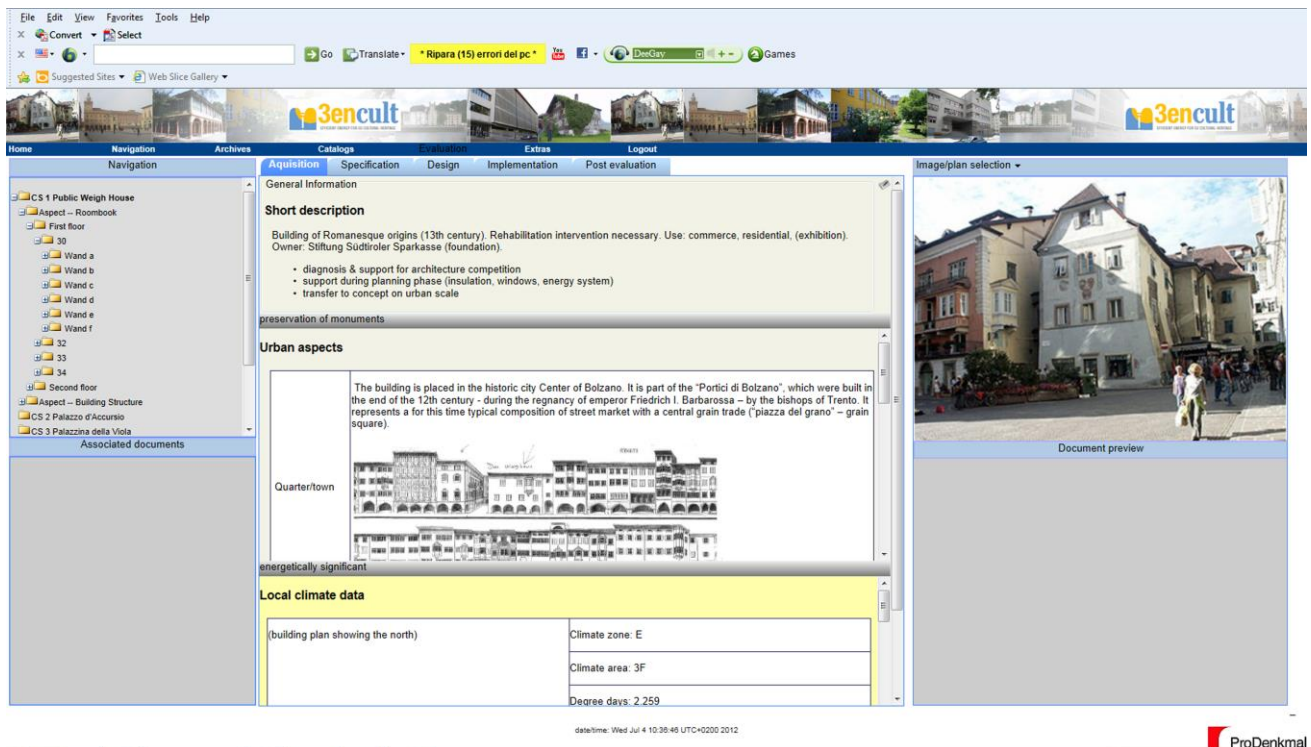 File Edit View Favorites Tools Help
x Convert Select
x Go Translate * Ripara (15) errori del pc * You Tube f DeeGay + - Games
Suggested Sites Web Slice Gallery
3encult 3encult
Home Navigation Archives Catalogs Evaluation Extras Logout
Navigation
CS 1 Public Weigh House
Aspect -- Roombook
First floor
30
Wand a
Wand b
Wand c
Wand d
Wand e
Wand f
32
33
34
Second floor
Aspect -- Building Structure
CS 2 Palazzo d'Accursio
CS 3 Palazzina della Viola
Associated documents
Aquisition Specification Design Implementation Post evaluation
General Information
Short description
Building of Romanesque origins (13th century). Rehabilitation intervention necessary. Use: commerce, residential, (exhibition).
Owner: Stiftung Südtiroler Sparkasse (foundation).
• diagnosis & support for architecture competition
• support during planning phase (insulation, windows, energy system)
• transfer to concept on urban scale
preservation of monuments
Urban aspects
Quarter/town
The building is placed in the historic city Center of Bolzano. It is part of the “Portici di Bolzano”, which were built in
the end of the 12th century - during the regnancy of emperor Friedrich I. Barbarossa – by the bishops of Trento. It
represents a for this time typical composition of street market with a central grain trade (“piazza del grano” – grain
square).
energetically significant
Local climate data
(building plan showing the north)
Climate zone: E
Climate area: 3F
Degree days: 2.259
Image/plan selection
Document preview
date/time: Wed Jul 4 10:36:46 UTC+0200 2012
ProDenkmal